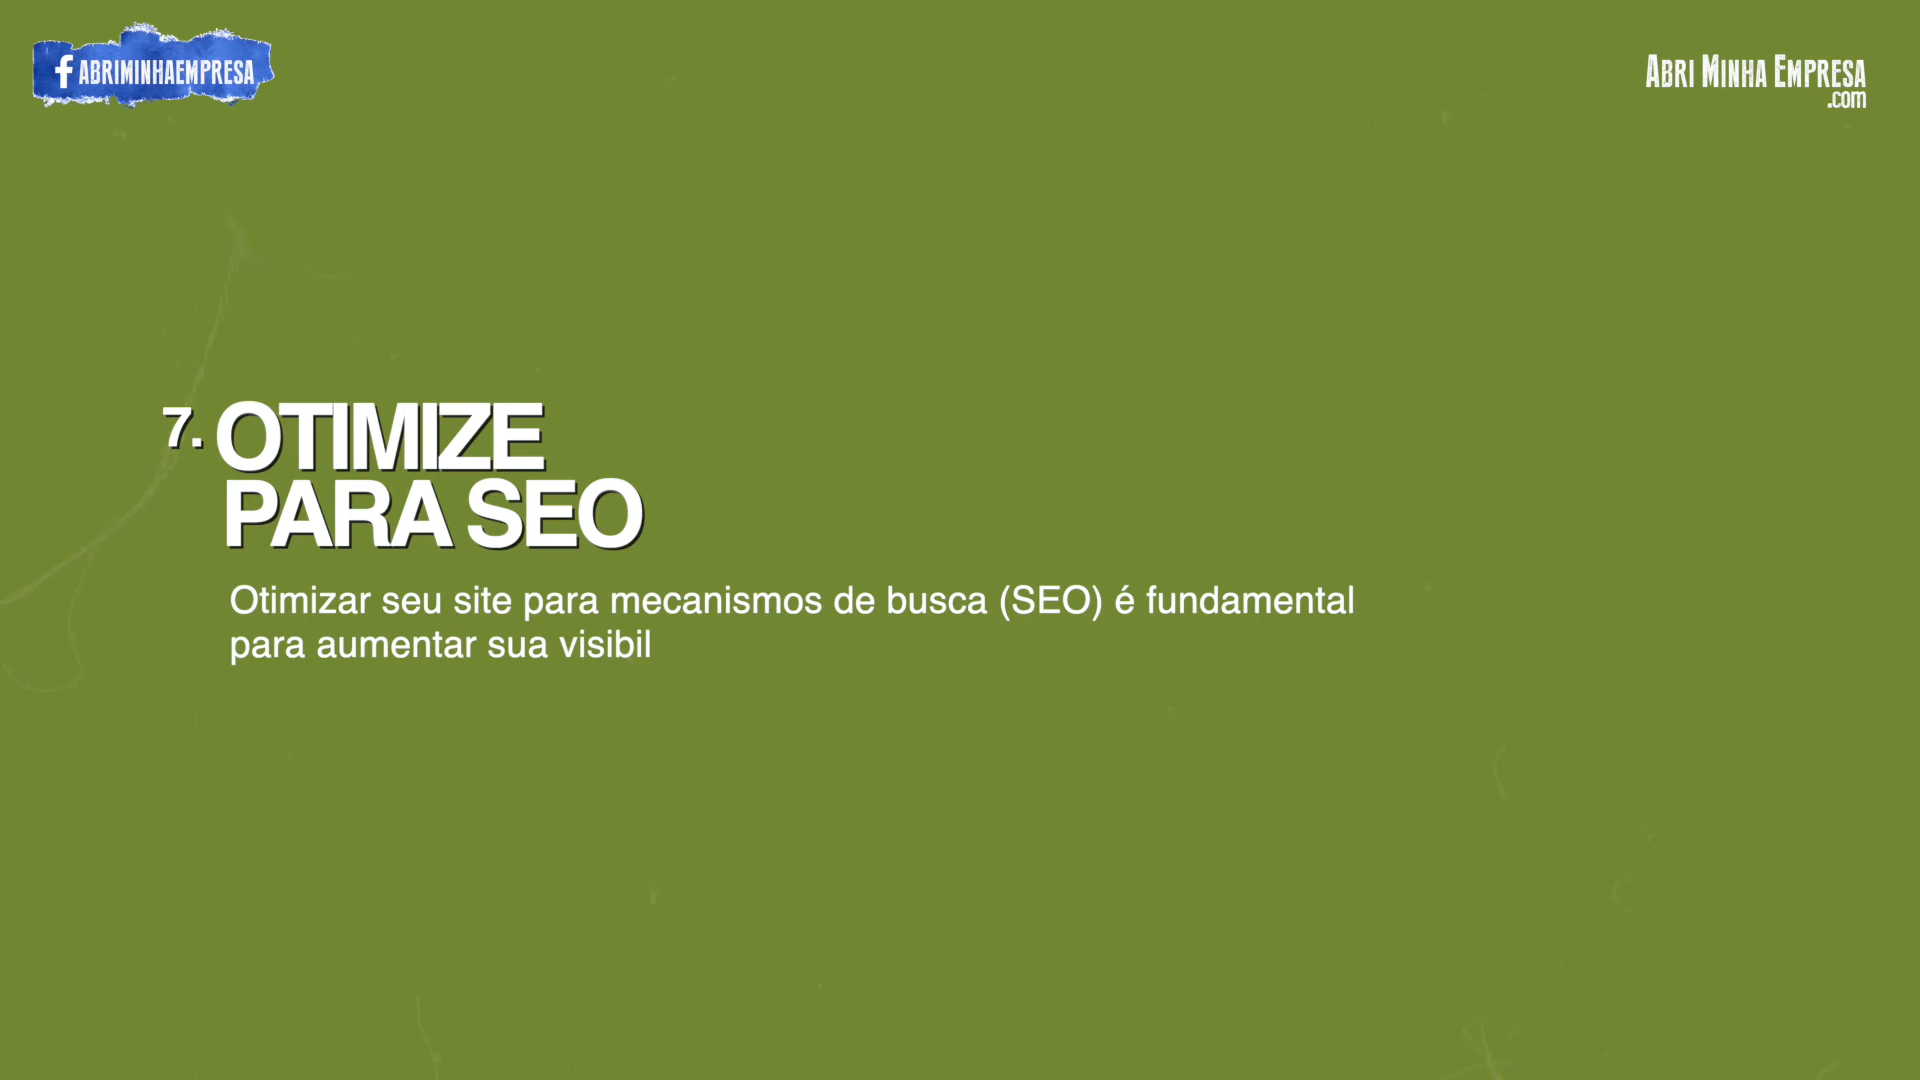 ABRIMINHAEMPRESA
ABRI MINHA EMPRESA
.com
7. OTIMIZE
PARA SEO
Otimizar seu site para mecanismos de busca (SEO) é fundamental
para aumentar sua visibil